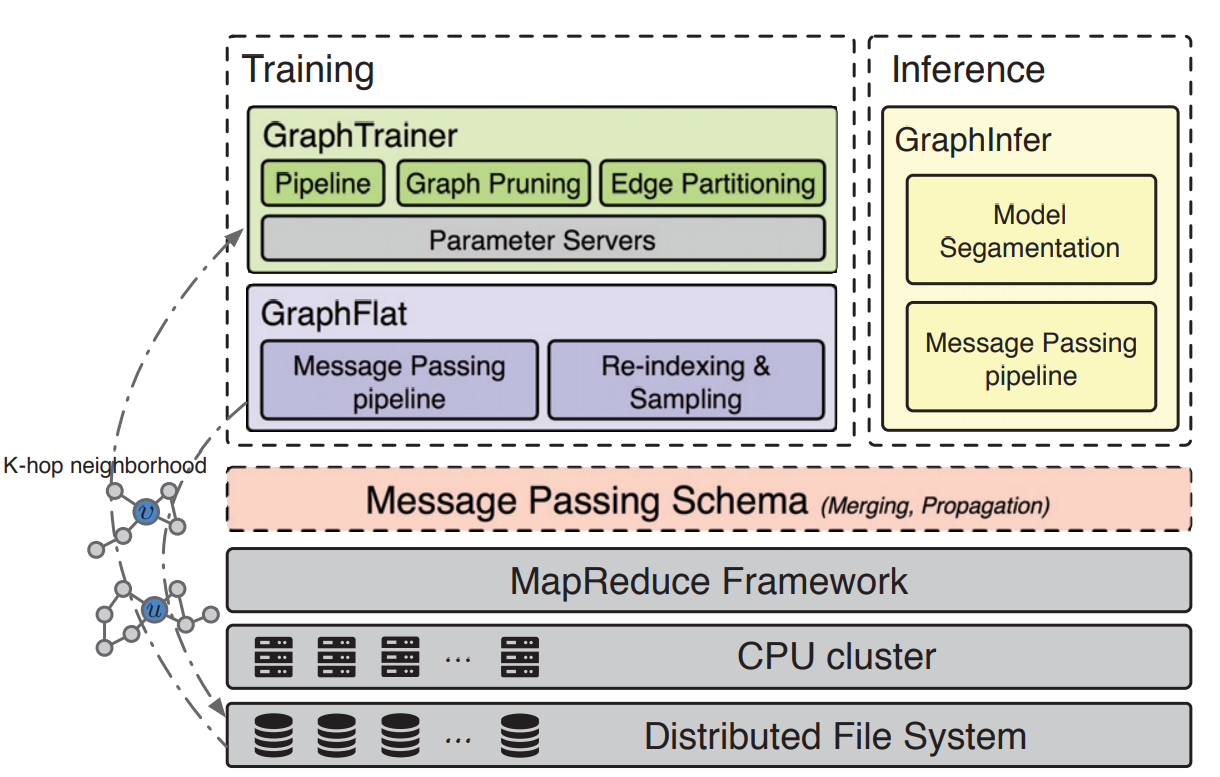 Training
GraphTrainer
Pipeline
Graph Pruning
Edge Partitioning
Parameter Servers
GraphFlat
Message Passing
pipeline
Re-indexing &
Sampling
Inference
GraphInfer
Model
Segamentation
Message Passing
pipeline
K-hop neighborhood
v
u
Message Passing Schema (Merging, Propagation)
MapReduce Framework
... CPU cluster
... Distributed File System